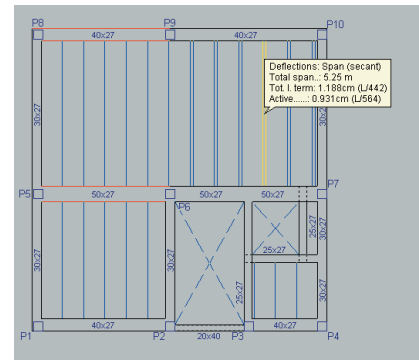 P8
P9
P10
40x27
40x27
Deflections: Span (secant)
Total span..: 5.25 m
Tot. l. term: 1.188cm (L/442)
Active......: 0.931cm (L/564)
30x27
30x27
P5
50x27
50x27
50x27
P7
P6
30x27
30x27
25x27
30x27
25x27
25x27
P1
40x27
P2
20x40
P3
40x27
P4